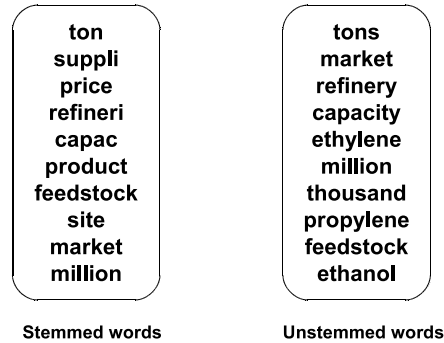 ton
suppli
price
refineri
capac
product
feedstock
site
market
million
Stemmed words
tons
market
refinery
capacity
ethylene
million
thousand
propylene
feedstock
ethanol
Unstemmed words